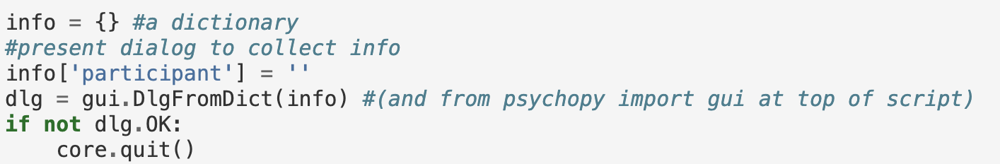 info = {} #a dictionary
#present dialog to collect info
info['participant'] = ''
dlg = gui.DlgFromDict(info) #(and from psychopy import gui at top of script)
if not dlg.OK:
    core.quit()